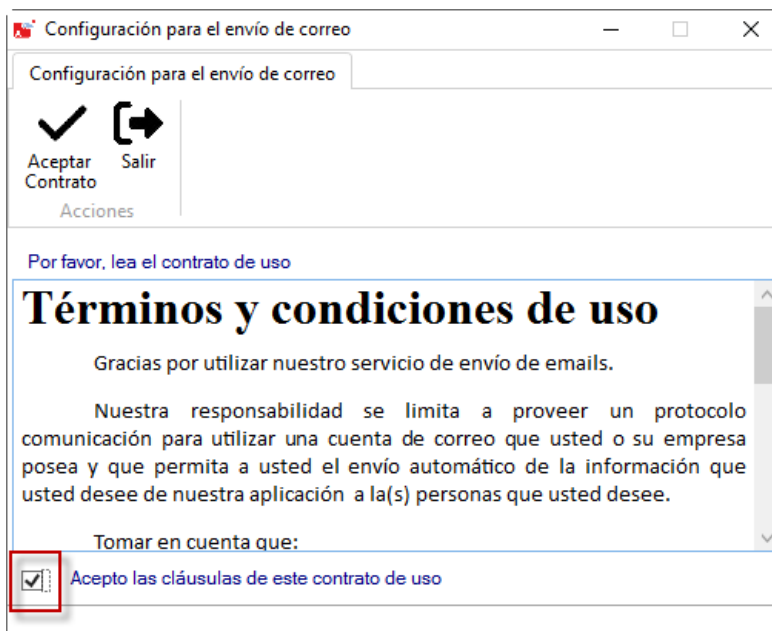 Configuración para el envío de correo
Configuración para el envío de correo
Aceptar Contrato
Salir
Acciones
Por favor, lea el contrato de uso
Términos y condiciones de uso
Gracias por utilizar nuestro servicio de envío de emails.
Nuestra responsabilidad se limita a proveer un protocolo
comunicación para utilizar una cuenta de correo que usted o su empresa
posea y que permita a usted el envío automático de la información que
usted desee de nuestra aplicación a la(s) personas que usted desee.
Tomar en cuenta que:
Acepto las cláusulas de este contrato de uso